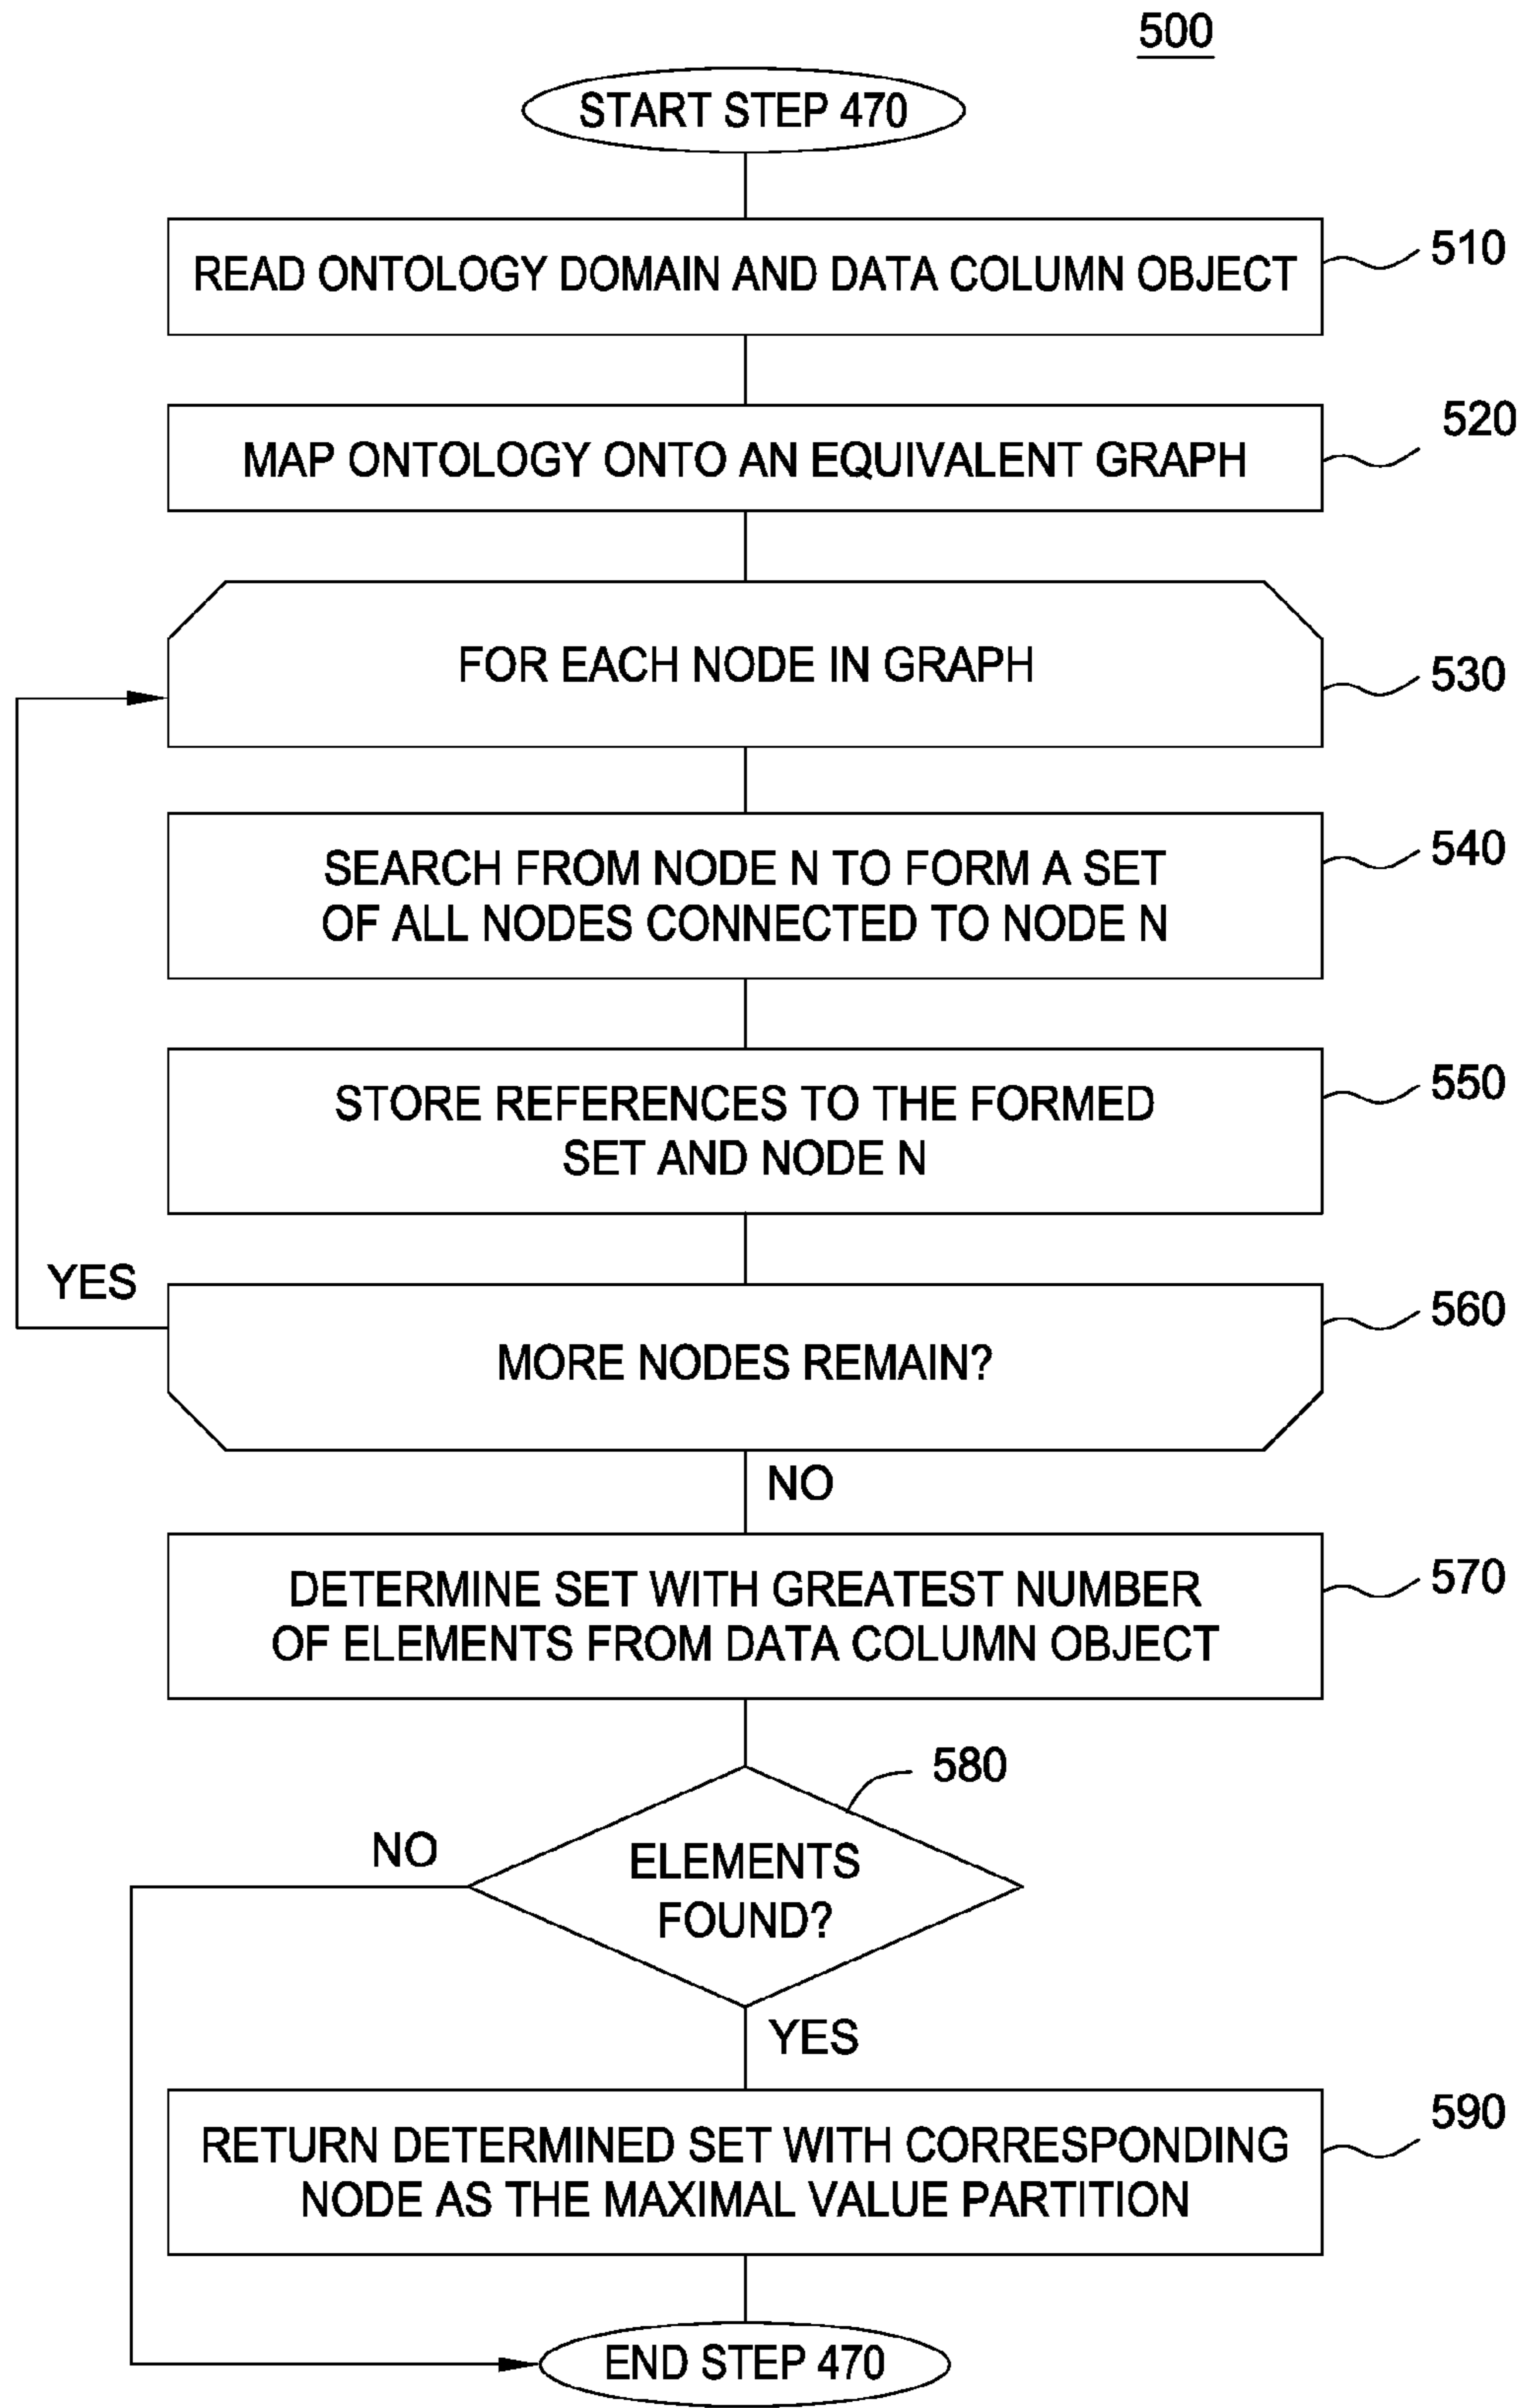 500
START STEP 470
READ ONTOLOGY DOMAIN AND DATA COLUMN OBJECT
510
MAP ONTOLOGY ONTO AN EQUIVALENT GRAPH
520
FOR EACH NODE IN GRAPH
530
SEARCH FROM NODE N TO FORM A SET
OF ALL NODES CONNECTED TO NODE N
540
STORE REFERENCES TO THE FORMED
SET AND NODE N
550
YES
MORE NODES REMAIN?
560
NO
DETERMINE SET WITH GREATEST NUMBER
OF ELEMENTS FROM DATA COLUMN OBJECT
570
580
NO
ELEMENTS
FOUND?
YES
RETURN DETERMINED SET WITH CORRESPONDING
NODE AS THE MAXIMAL VALUE PARTITION
590
END STEP 470